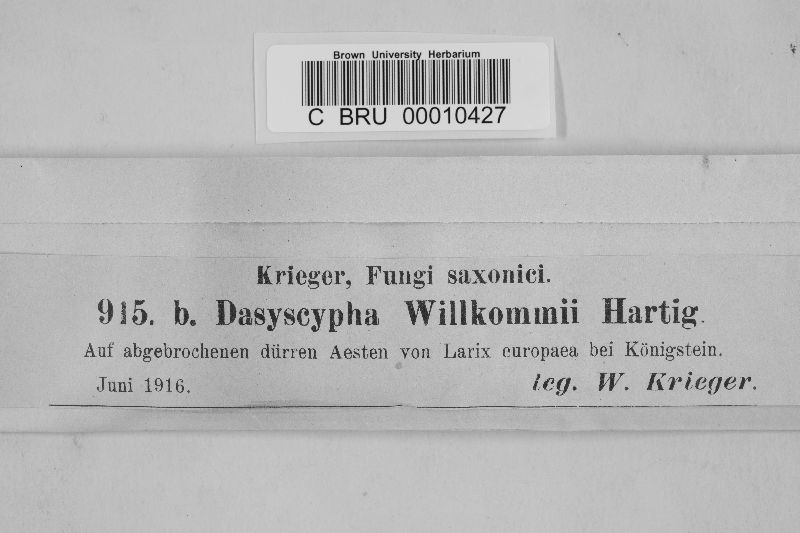 Brown University Herbarium
C BRU 00010427
Krieger, Fungi saxonici.
915. b. Dasyscypha Willkommii Hartig.
Auf abgebrochenen dürren Aesten von Larix europaea bei Königstein.
Juni 1916. leg. W. Krieger.